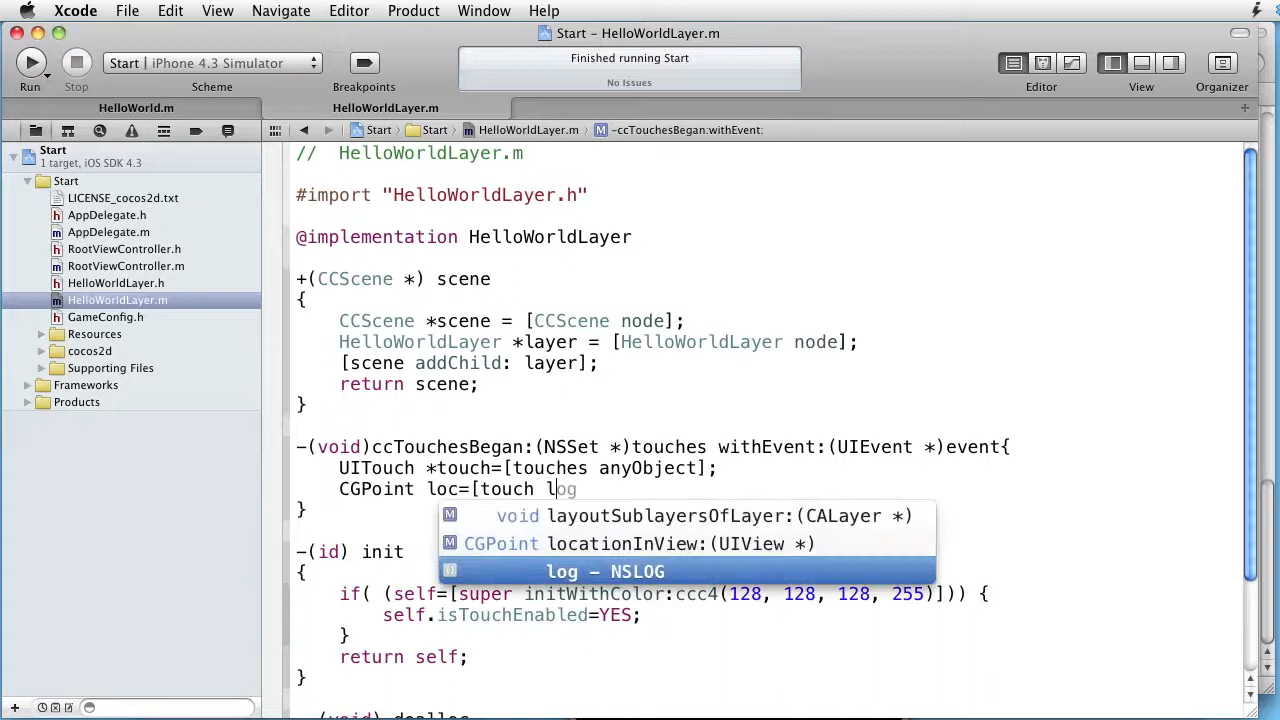 Xcode File Edit View Navigate Editor Product Window Help
Start – HelloWorldLayer.m
Start | iPhone 4.3 Simulator
Finished running Start
No Issues
Run Stop Scheme Breakpoints Editor View Organizer
HelloWorld.m HelloWorldLayer.m
Start Start HelloWorldLayer.m M -ccTouchesBegan:withEvent:
Start
1 target, iOS SDK 4.3
Start
LICENSE_cocos2d.txt
h AppDelegate.h
m AppDelegate.m
h RootViewController.h
m RootViewController.m
h HelloWorldLayer.h
m HelloWorldLayer.m
h GameConfig.h
Resources
cocos2d
Supporting Files
Frameworks
Products
// HelloWorldLayer.m
#import "HelloWorldLayer.h"
@implementation HelloWorldLayer
+(CCScene *) scene
{
CCScene *scene = [CCScene node];
HelloWorldLayer *layer = [HelloWorldLayer node];
[scene addChild: layer];
return scene;
}
-(void)ccTouchesBegan:(NSSet *)touches withEvent:(UIEvent *)event{
UITouch *touch=[touches anyObject];
CGPoint loc=[touch log
}
M void layoutSublayersOfLayer:(CALayer *)
M CGPoint locationInView:(UIView *)
{} log – NSLOG
-(id) init
{
if( (self=[super initWithColor:ccc4(128, 128, 128, 255)])) {
self.isTouchEnabled=YES;
}
return self;
}